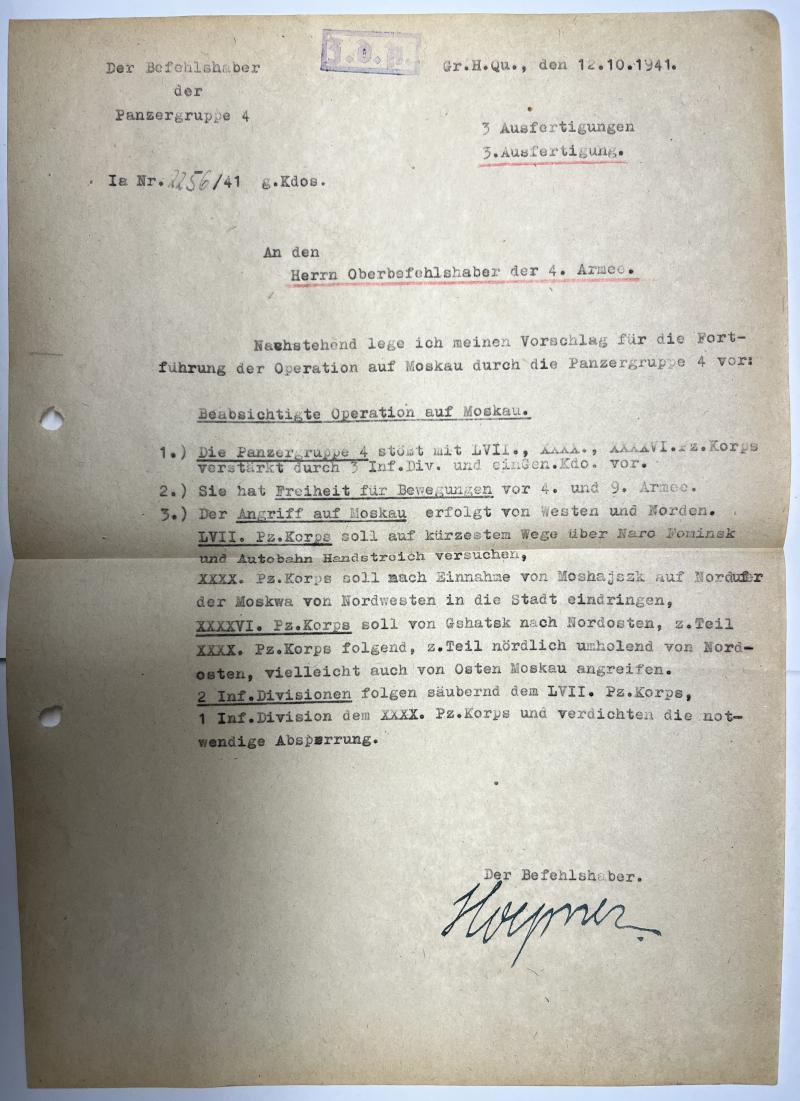 J.O.p.
Der Befehlshaber
der
Panzergruppe 4
Gr.H.Qu., den 12.10.1941.
3 Ausfertigungen
3.Ausfertigung.
Ia Nr. 2256/41 g.Kdos.
An den
Herrn Oberbefehlshaber der 4. Armee.
Nachstehend lege ich meinen Vorschlag für die Fort-
führung der Operation auf Moskau durch die Panzergruppe 4 vor:
Beabsichtigte Operation auf Moskau.
1.) Die Panzergruppe 4 stößt mit LVII., XXXX., XXXXVI.Pz.Korps
verstärkt durch 3 Inf.Div. und einGen.Kdo. vor.
2.) Sie hat Freiheit für Bewegungen vor 4. und 9. Armee.
3.) Der Angriff auf Moskau erfolgt von Westen und Norden.
LVII. Pz.Korps soll auf kürzestem Wege über Naro Fominsk
und Autobahn Handstreich versuchen,
XXXX. Pz.Korps soll nach Einnahme von Moshajszk auf Nordufer
der Moskwa von Nordwesten in die Stadt eindringen,
XXXXVI. Pz.Korps soll von Gshatsk nach Nordosten, z.Teil
XXXX. Pz.Korps folgend, z.Teil nördlich umholend von Nord-
osten, vielleicht auch von Osten Moskau angreifen.
2 Inf.Divisionen folgen säubernd dem LVII. Pz.Korps,
1 Inf.Division dem XXXX. Pz.Korps und verdichten die not-
wendige Absperrung.
Der Befehlshaber.
Hoepner.